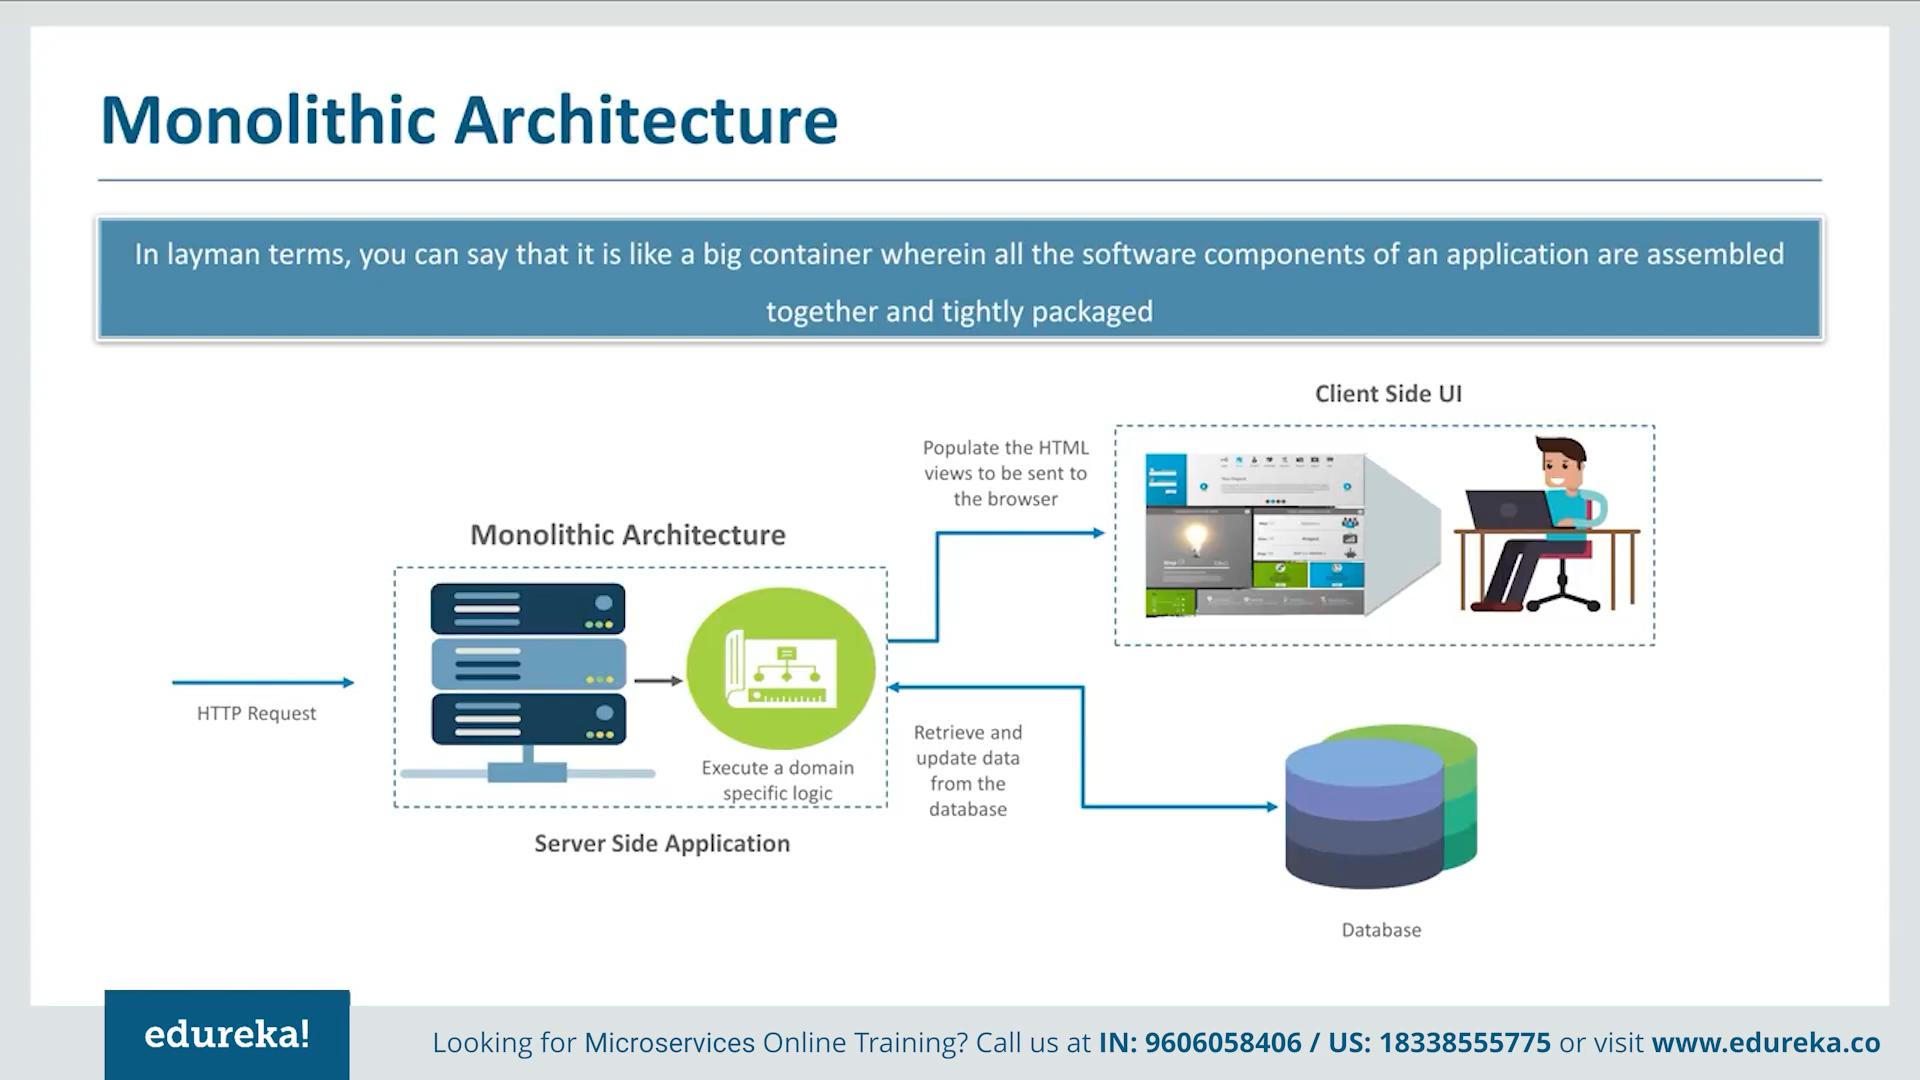 Monolithic Architecture
In layman terms, you can say that it is like a big container wherein all the software components of an application are assembled
together and tightly packaged
Client Side UI
Populate the HTML
views to be sent to
the browser
Monolithic Architecture
HTTP Request
Execute a domain
specific logic
Retrieve and
update data
from the
database
Server Side Application
Database
edureka!
Looking for Microservices Online Training? Call us at IN: 9606058406 / US: 18338555775 or visit www.edureka.co